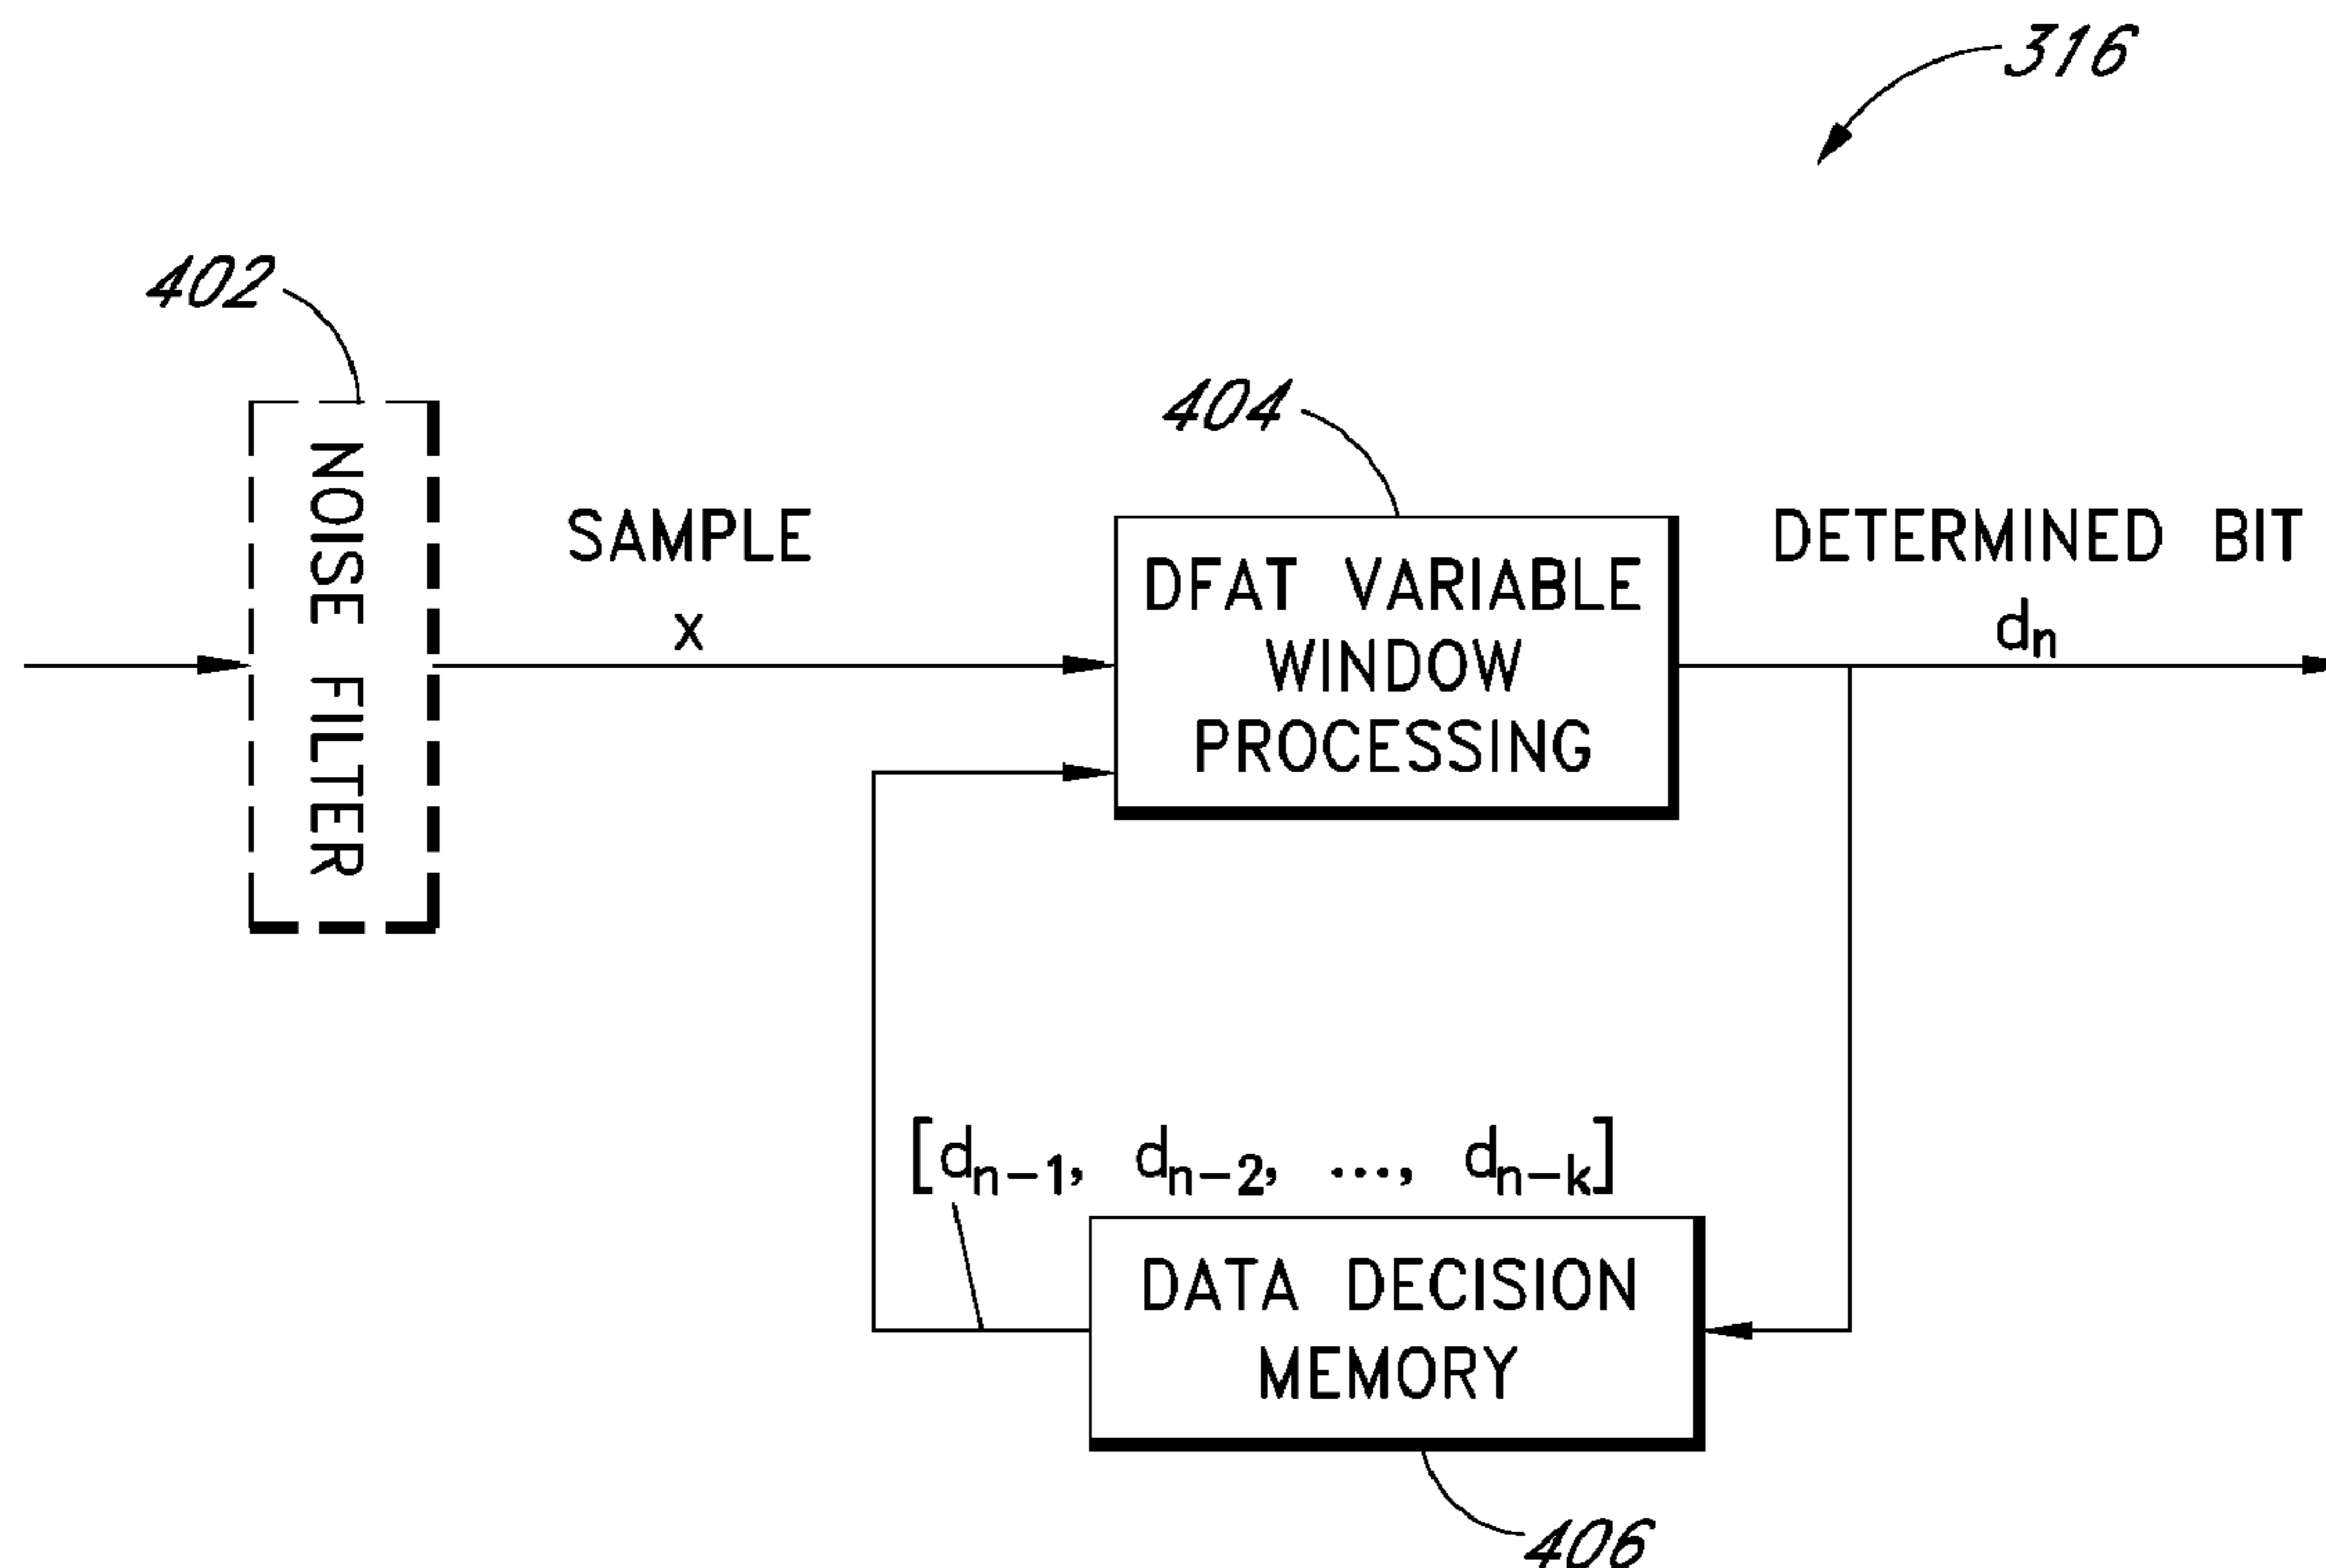 316
402
404
NOISE FILTER
SAMPLE
x
DFAT VARIABLE
WINDOW
PROCESSING
DETERMINED BIT
dn
[dn-1, dn-2, ..., dn-k]
DATA DECISION
MEMORY
406